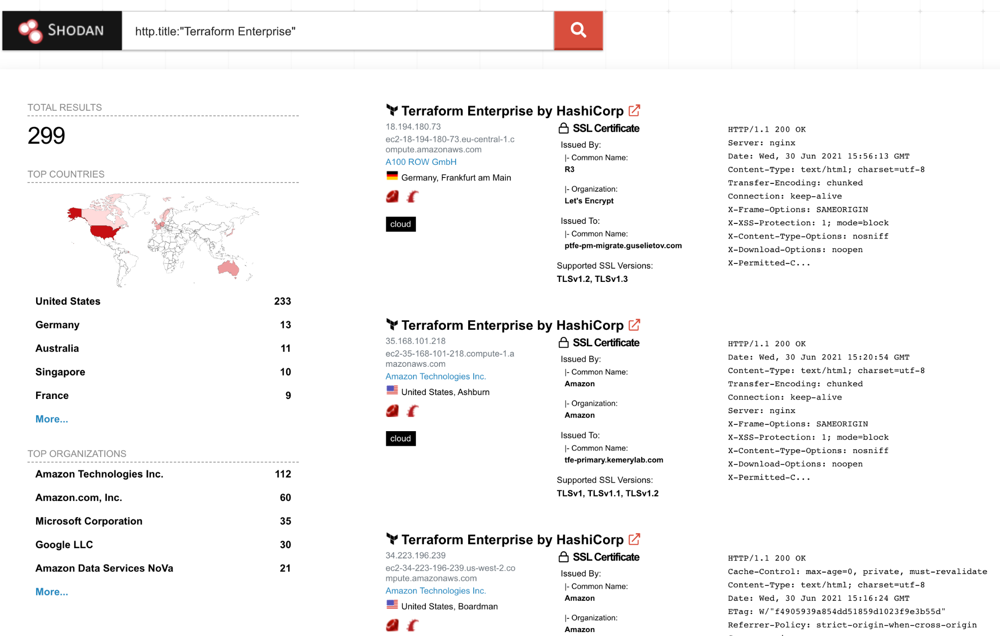 SHODAN
http.title:"Terraform Enterprise"
TOTAL RESULTS
299
TOP COUNTRIES
United States 233
Germany 13
Australia 11
Singapore 10
France 9
More...
TOP ORGANIZATIONS
Amazon Technologies Inc. 112
Amazon.com, Inc. 60
Microsoft Corporation 35
Google LLC 30
Amazon Data Services NoVa 21
More...
Terraform Enterprise by HashiCorp
18.194.180.73
ec2-18-194-180-73.eu-central-1.c
ompute.amazonaws.com
A100 ROW GmbH
Germany, Frankfurt am Main
cloud
SSL Certificate
Issued By:
|- Common Name:
R3
|- Organization:
Let's Encrypt
Issued To:
|- Common Name:
ptfe-pm-migrate.guselietov.com
Supported SSL Versions:
TLSv1.2, TLSv1.3
HTTP/1.1 200 OK
Server: nginx
Date: Wed, 30 Jun 2021 15:56:13 GMT
Content-Type: text/html; charset=utf-8
Transfer-Encoding: chunked
Connection: keep-alive
X-Frame-Options: SAMEORIGIN
X-XSS-Protection: 1; mode=block
X-Content-Type-Options: nosniff
X-Download-Options: noopen
X-Permitted-C...
Terraform Enterprise by HashiCorp
35.168.101.218
ec2-35-168-101-218.compute-1.a
mazonaws.com
Amazon Technologies Inc.
United States, Ashburn
cloud
SSL Certificate
Issued By:
|- Common Name:
Amazon
|- Organization:
Amazon
Issued To:
|- Common Name:
tfe-primary.kemerylab.com
Supported SSL Versions:
TLSv1, TLSv1.1, TLSv1.2
HTTP/1.1 200 OK
Date: Wed, 30 Jun 2021 15:20:54 GMT
Content-Type: text/html; charset=utf-8
Transfer-Encoding: chunked
Connection: keep-alive
Server: nginx
X-Frame-Options: SAMEORIGIN
X-XSS-Protection: 1; mode=block
X-Content-Type-Options: nosniff
X-Download-Options: noopen
X-Permitted-C...
Terraform Enterprise by HashiCorp
34.223.196.239
ec2-34-223-196-239.us-west-2.co
mpute.amazonaws.com
Amazon Technologies Inc.
United States, Boardman
SSL Certificate
Issued By:
|- Common Name:
Amazon
|- Organization:
Amazon
HTTP/1.1 200 OK
Cache-Control: max-age=0, private, must-revalidate
Content-Type: text/html; charset=utf-8
Date: Wed, 30 Jun 2021 15:16:24 GMT
ETag: W/"f4905939a854dd51859d1023f9e3b55d"
Referrer-Policy: strict-origin-when-cross-origin